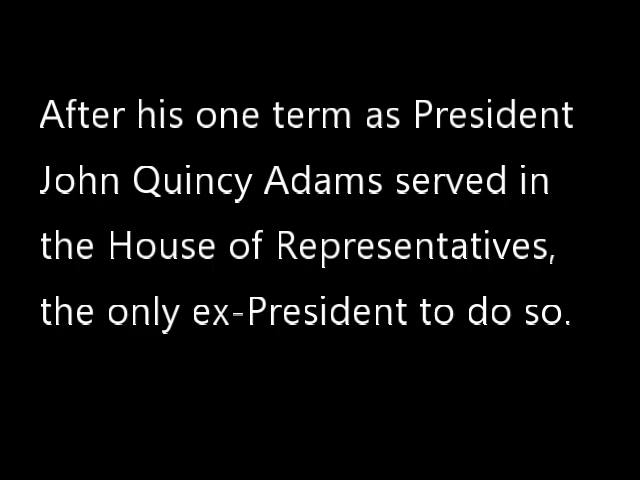 After his one term as President
John Quincy Adams served in
the House of Representatives,
the only ex-President to do so.